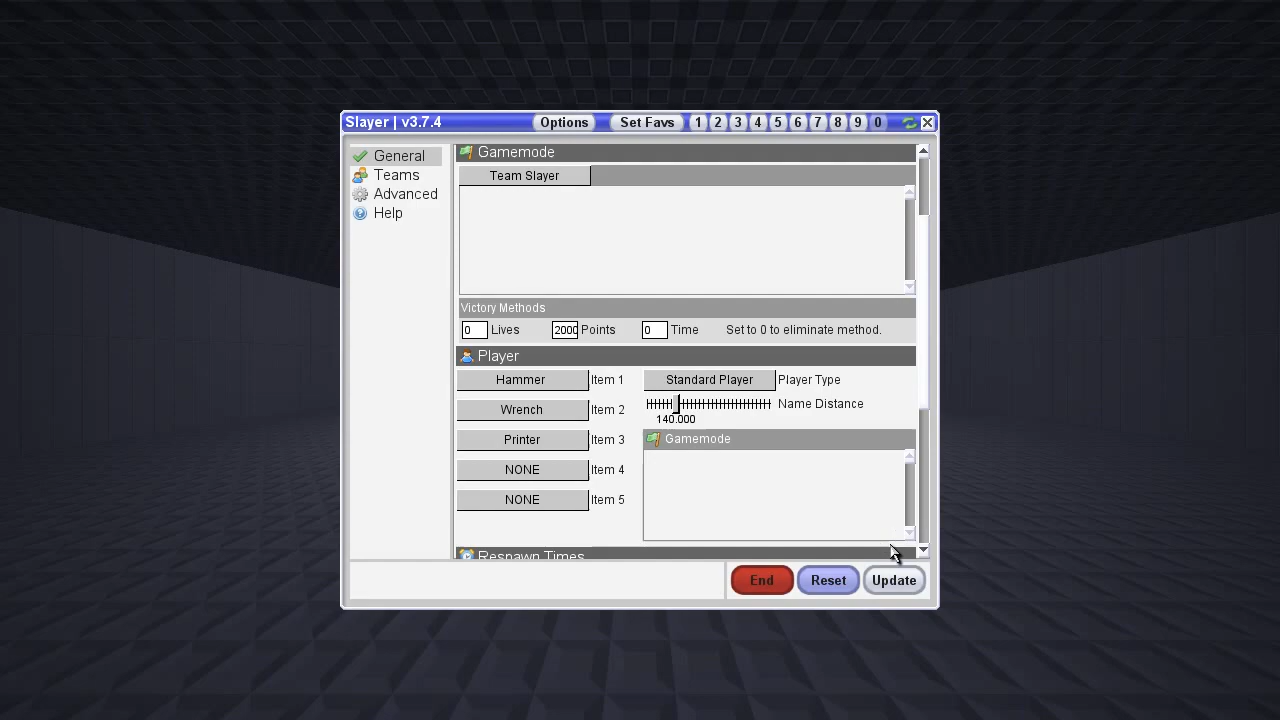 Slayer | v3.7.4 Options Set Favs 1 2 3 4 5 6 7 8 9 0
General
Teams
Advanced
Help
Gamemode
Team Slayer
Victory Methods
0 Lives 2000 Points 0 Time Set to 0 to eliminate method.
Player
Hammer Item 1 Standard Player Player Type
Wrench Item 2 Name Distance
140.000
Printer Item 3 Gamemode
NONE Item 4
NONE Item 5
Respawn Times
End Reset Update